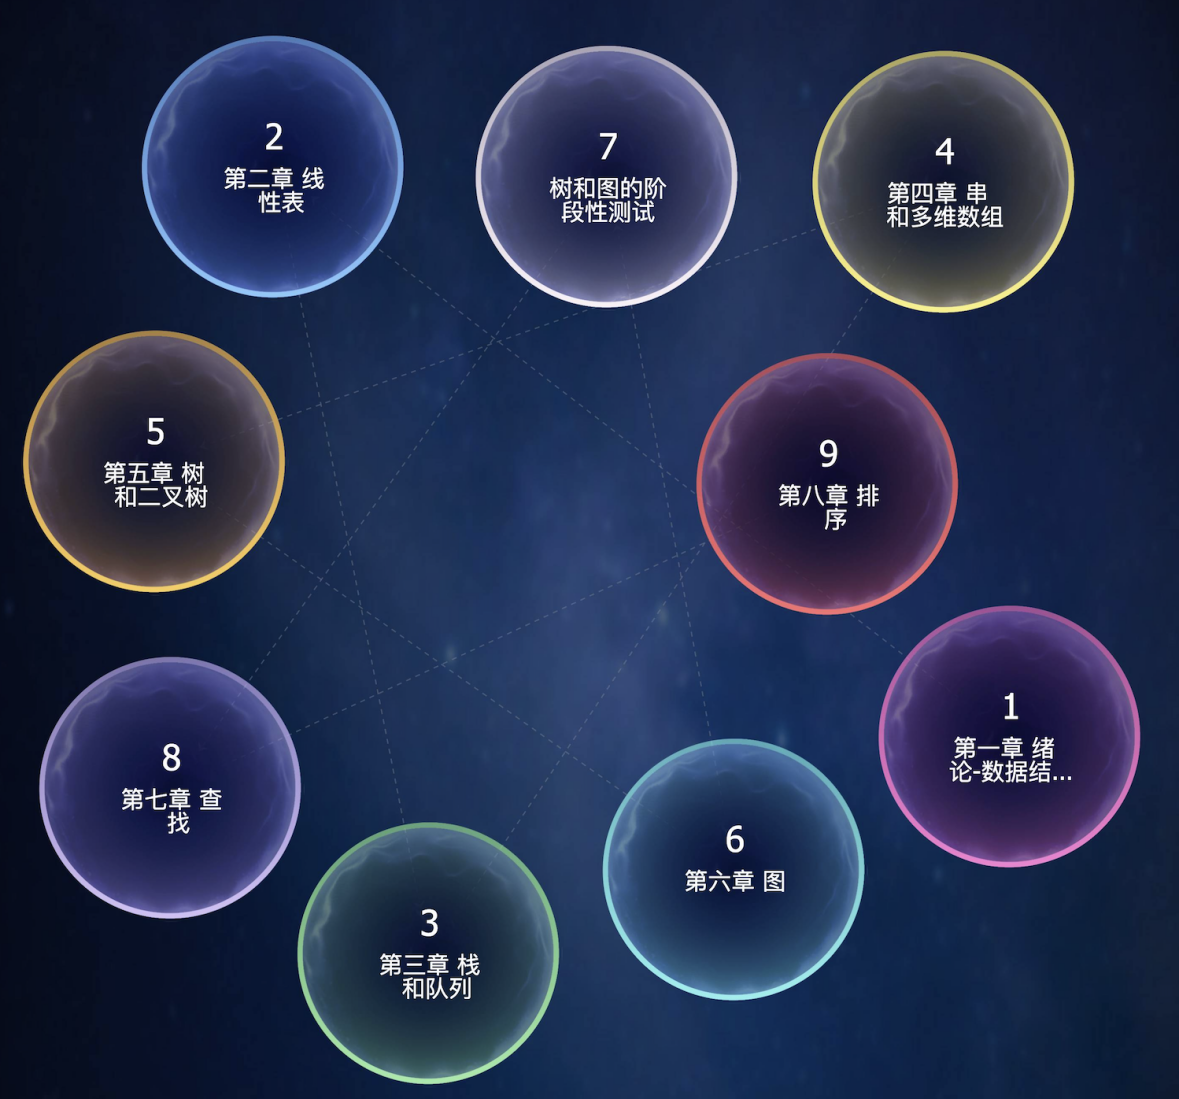 2
第二章 线
性表
7
树和图的阶
段性测试
4
第四章 串
和多维数组
5
第五章 树
和二叉树
9
第八章 排
序
1
第一章 绪
论-数据结...
8
第七章 查
找
6
第六章 图
3
第三章 栈
和队列